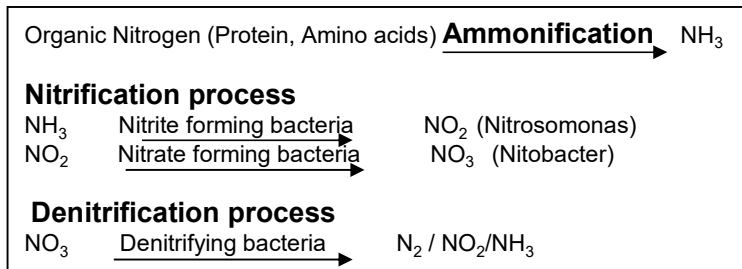 Organic Nitrogen (Protein, Amino acids) Ammonification NH₃
Nitrification process
NH₃ Nitrite forming bacteria NO₂ (Nitrosomonas)
NO₂ Nitrate forming bacteria NO₃ (Nitobacter)
Denitrification process
NO₃ Denitrifying bacteria N₂ / NO₂/NH₃